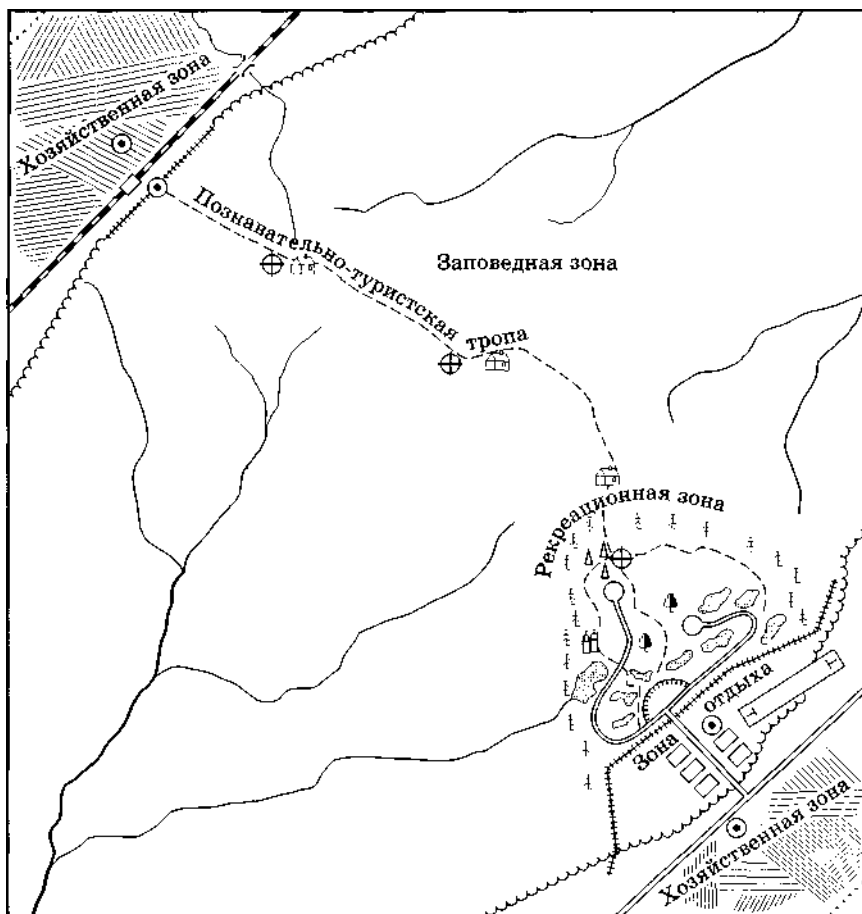 Хозяйственная зона
Познавательно-туристская тропа
Заповедная зона
Рекреационная зона
Зона отдыха
Хозяйственная зона